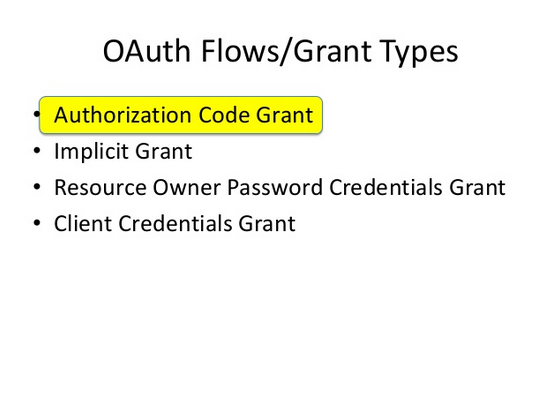 OAuth Flows/Grant Types
• Authorization Code Grant
• Implicit Grant
• Resource Owner Password Credentials Grant
• Client Credentials Grant